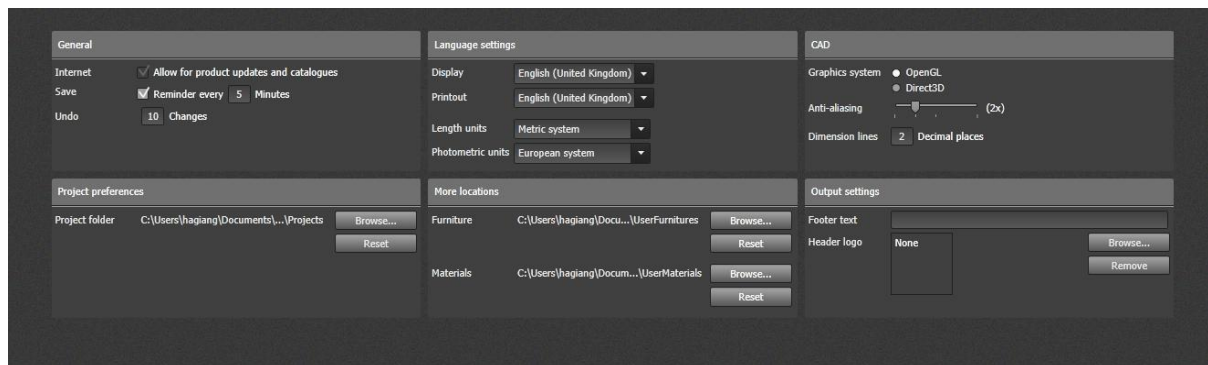 General
Internet Allow for product updates and catalogues
Save Reminder every 5 Minutes
Undo 10 Changes
Language settings
Display English (United Kingdom)
Printout English (United Kingdom)
Length units Metric system
Photometric units European system
CAD
Graphics system OpenGL
Direct3D
Anti-aliasing (2x)
Dimension lines 2 Decimal places
Project preferences
Project folder C:\Users\hagiang\Documents\...\Projects Browse...
Reset
More locations
Furniture C:\Users\hagiang\Docu...\UserFurnitures Browse...
Reset
Materials C:\Users\hagiang\Docum...\UserMaterials Browse...
Reset
Output settings
Footer text
Header logo None Browse...
Remove